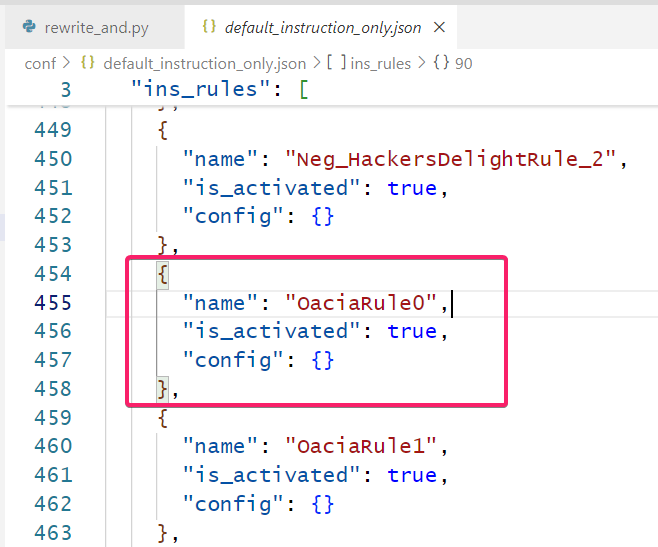 rewrite_and.py {} default_instruction_only.json ×
conf > {} default_instruction_only.json > [ ] ins_rules > {} 90
3 "ins_rules": [
448 },
449 {
450 "name": "Neg_HackersDelightRule_2",
451 "is_activated": true,
452 "config": {}
453 },
454 {
455 "name": "OaciaRule0",
456 "is_activated": true,
457 "config": {}
458 },
459 {
460 "name": "OaciaRule1",
461 "is_activated": true,
462 "config": {}
463 },